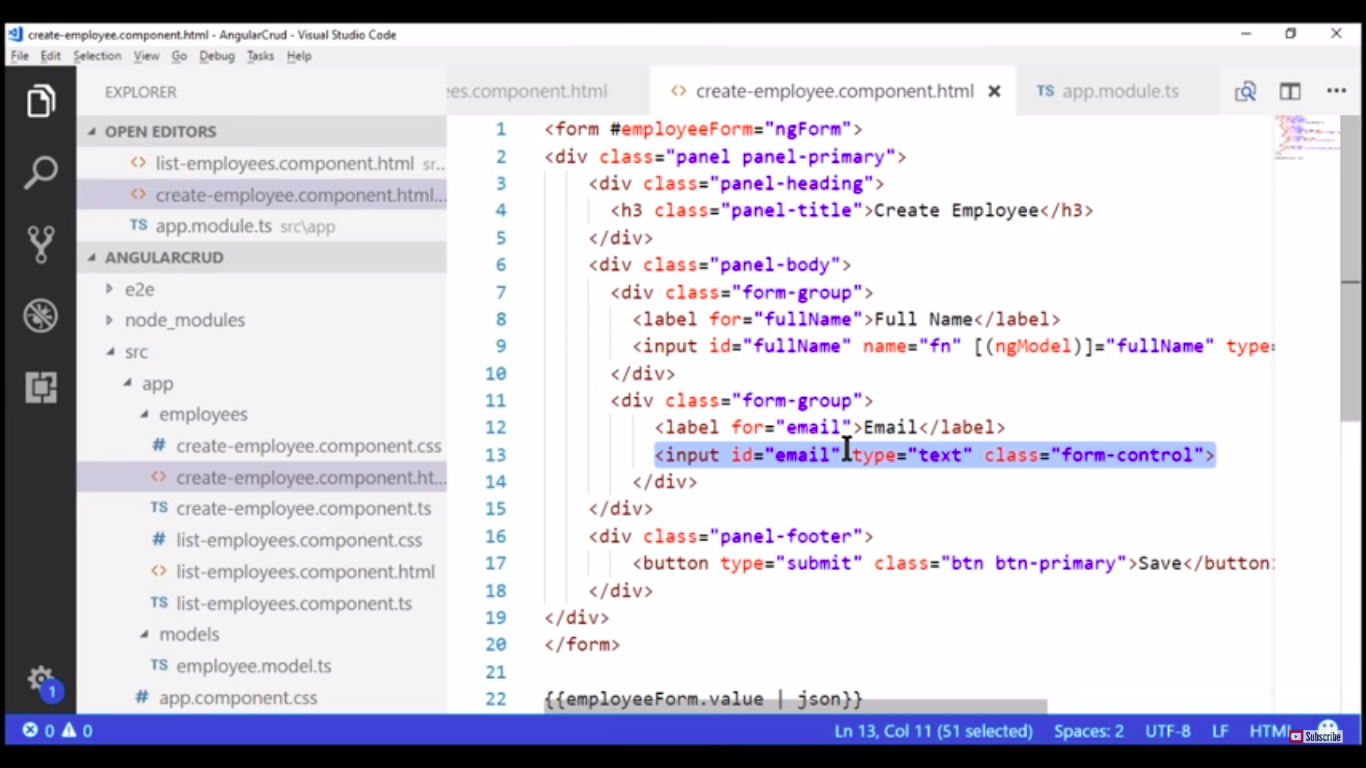 create-employee.component.html - AngularCrud - Visual Studio Code
File Edit Selection View Go Debug Tasks Help
EXPLORER
OPEN EDITORS
list-employees.component.html sr...
create-employee.component.html...
TS app.module.ts src\app
ANGULARCRUD
e2e
node_modules
src
app
employees
# create-employee.component.css
<> create-employee.component.ht...
TS create-employee.component.ts
# list-employees.component.css
<> list-employees.component.html
TS list-employees.component.ts
models
TS employee.model.ts
# app.component.css
1
ees.component.html
<> create-employee.component.html
TS app.module.ts
1 <form #employeeForm="ngForm">
2 <div class="panel panel-primary">
3 <div class="panel-heading">
4 <h3 class="panel-title">Create Employee</h3>
5 </div>
6 <div class="panel-body">
7 <div class="form-group">
8 <label for="fullName">Full Name</label>
9 <input id="fullName" name="fn" [(ngModel)]="fullName" type=
10 </div>
11 <div class="form-group">
12 <label for="email">Email</label>
13 <input id="email" type="text" class="form-control">
14 </div>
15 </div>
16 <div class="panel-footer">
17 <button type="submit" class="btn btn-primary">Save</button
18 </div>
19 </div>
20 </form>
21
22 {{employeeForm.value | json}}
0 0 Ln 13, Col 11 (51 selected) Spaces: 2 UTF-8 LF HTML
Subscribe